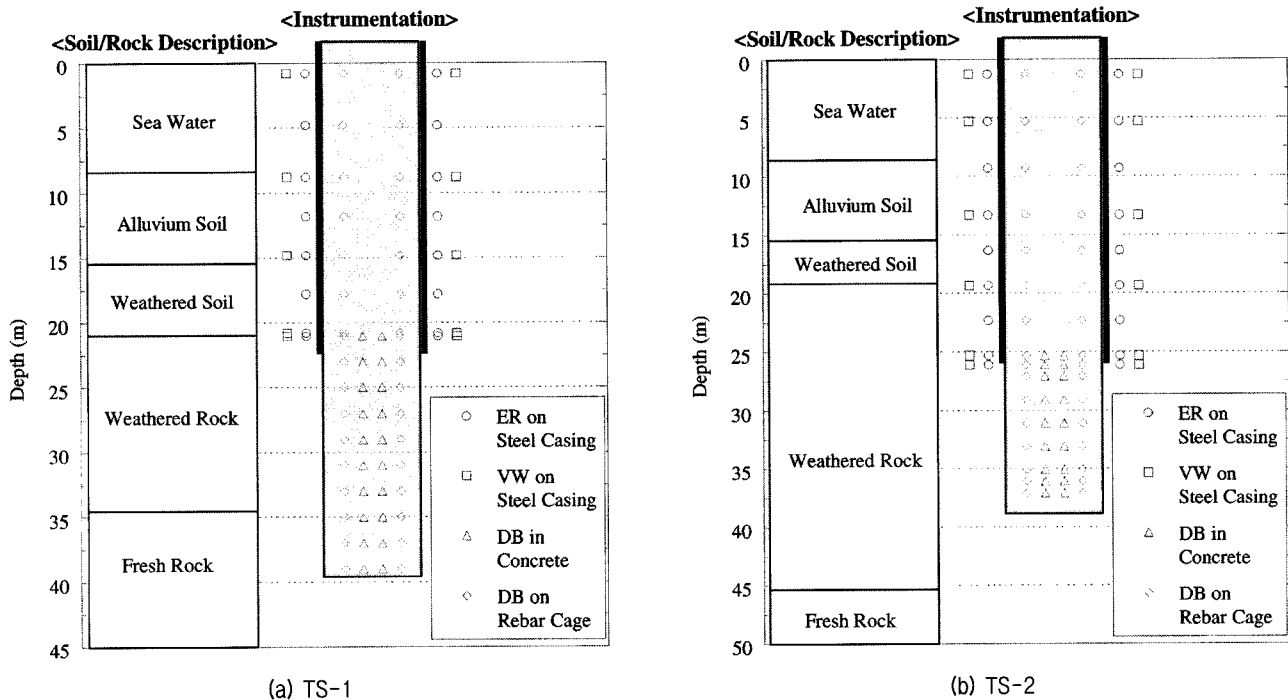 <Instrumentation>
<Soil/Rock Description>
0
5
10
15
20
25
30
35
40
45
Depth (m)
Sea Water
Alluvium Soil
Weathered Soil
Weathered Rock
Fresh Rock
ER on
Steel Casing
VW on
Steel Casing
DB in
Concrete
DB on
Rebar Cage
(a) TS-1
<Instrumentation>
<Soil/Rock Description>
0
5
10
15
20
25
30
35
40
45
50
Depth (m)
Sea Water
Alluvium Soil
Weathered Soil
Weathered Rock
Fresh Rock
ER on
Steel Casing
VW on
Steel Casing
DB in
Concrete
DB on
Rebar Cage
(b) TS-2